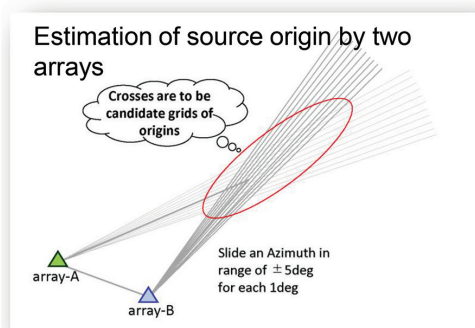 Estimation of source origin by two
arrays
Crosses are to be
candidate grids of
origins
Slide an Azimuth in
range of ±5deg
for each 1deg
array-A
array-B